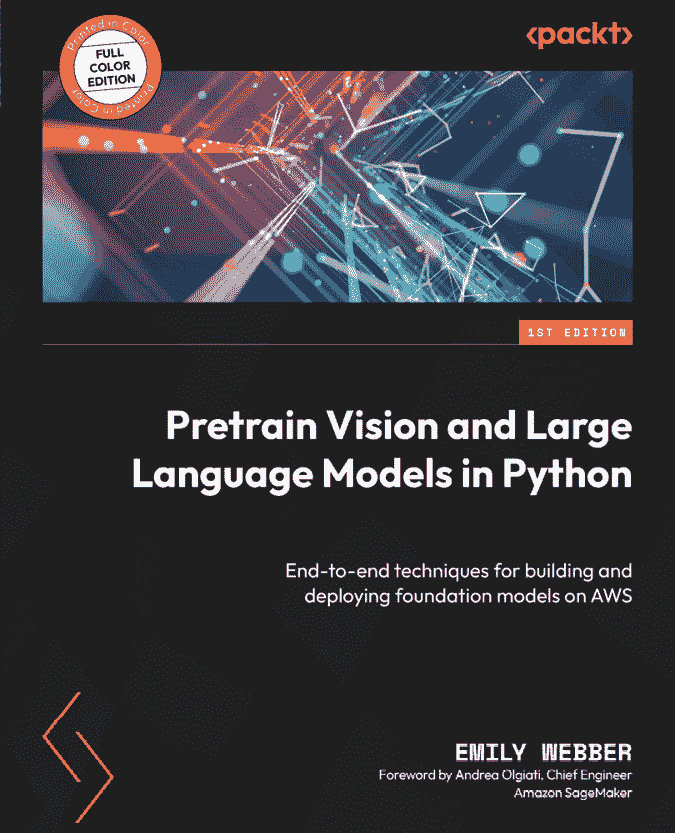 Printed in Color
FULL
COLOR
EDITION
Printed in Color
<packt>
1ST EDITION
Pretrain Vision and Large
Language Models in Python
End-to-end techniques for building and
deploying foundation models on AWS
EMILY WEBBER
Foreword by Andrea Olgiati, Chief Engineer
Amazon SageMaker